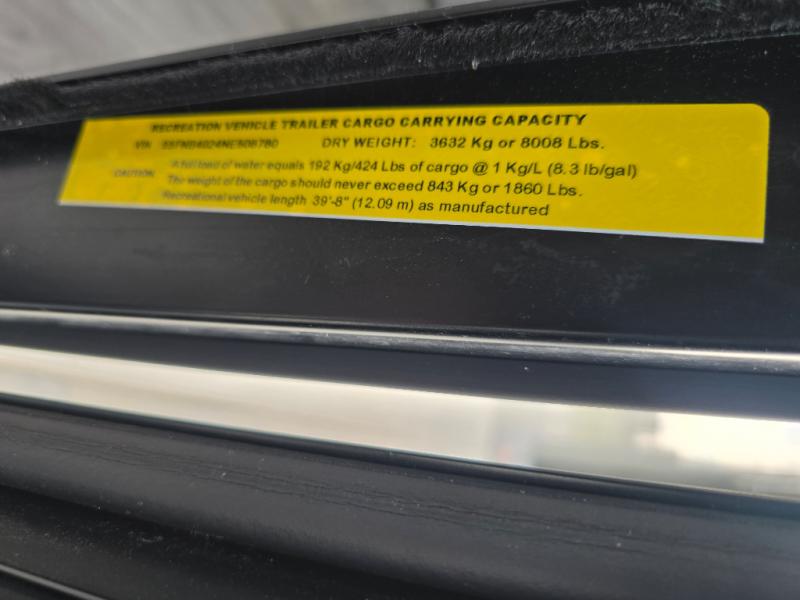 RECREATION VEHICLE TRAILER CARGO CARRYING CAPACITY
VIN DRY WEIGHT: 3632 Kg or 8008 Lbs.
A full load of water equals 192 Kg/424 Lbs of cargo @ 1 Kg/L (8.3 lb/gal)
CAUTION The weight of the cargo should never exceed 843 Kg or 1860 Lbs.
Recreational vehicle length 39'-8" (12.09 m) as manufactured